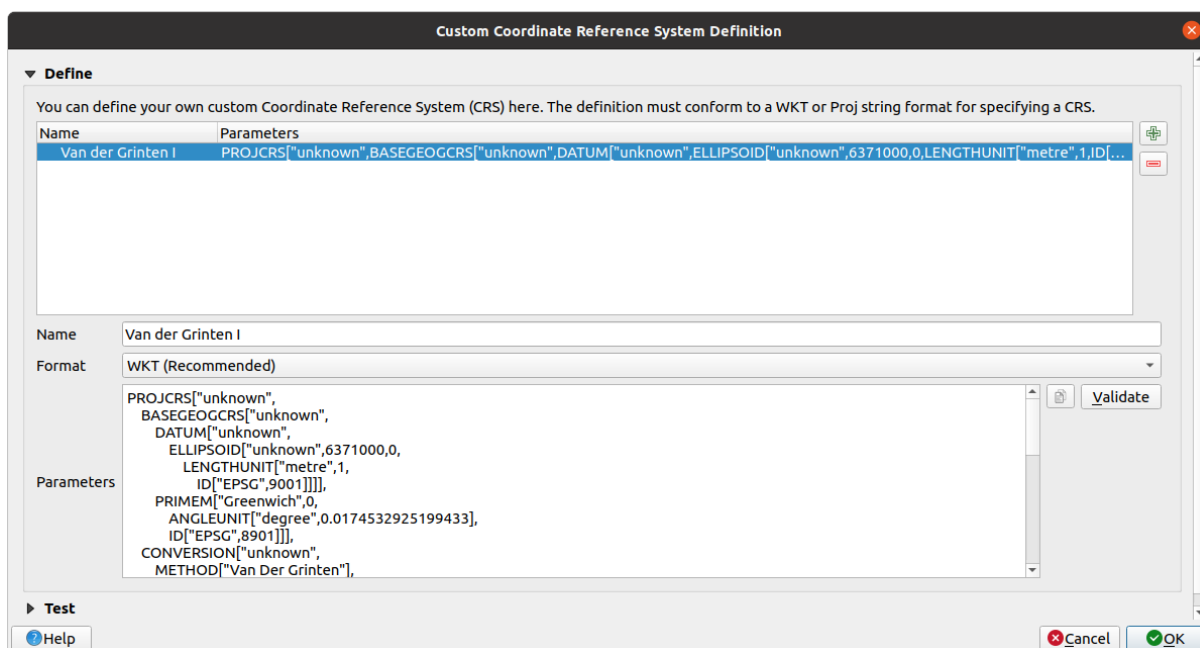 Custom Coordinate Reference System Definition
Define
You can define your own custom Coordinate Reference System (CRS) here. The definition must conform to a WKT or Proj string format for specifying a CRS.
Name Parameters
Van der Grinten I PROJCRS["unknown",BASEGEOGCRS["unknown",DATUM["unknown",ELLIPSOID["unknown",6371000,0,LENGTHUNIT["metre",1,ID[...
Name Van der Grinten I
Format WKT (Recommended)
Validate
PROJCRS["unknown",
BASEGEOGCRS["unknown",
DATUM["unknown",
ELLIPSOID["unknown",6371000,0,
LENGTHUNIT["metre",1,
ID["EPSG",9001]]]],
Parameters
PRIMEM["Greenwich",0,
ANGLEUNIT["degree",0.0174532925199433],
ID["EPSG",8901]]],
CONVERSION["unknown",
METHOD["Van Der Grinten"],
Test
Help Cancel OK